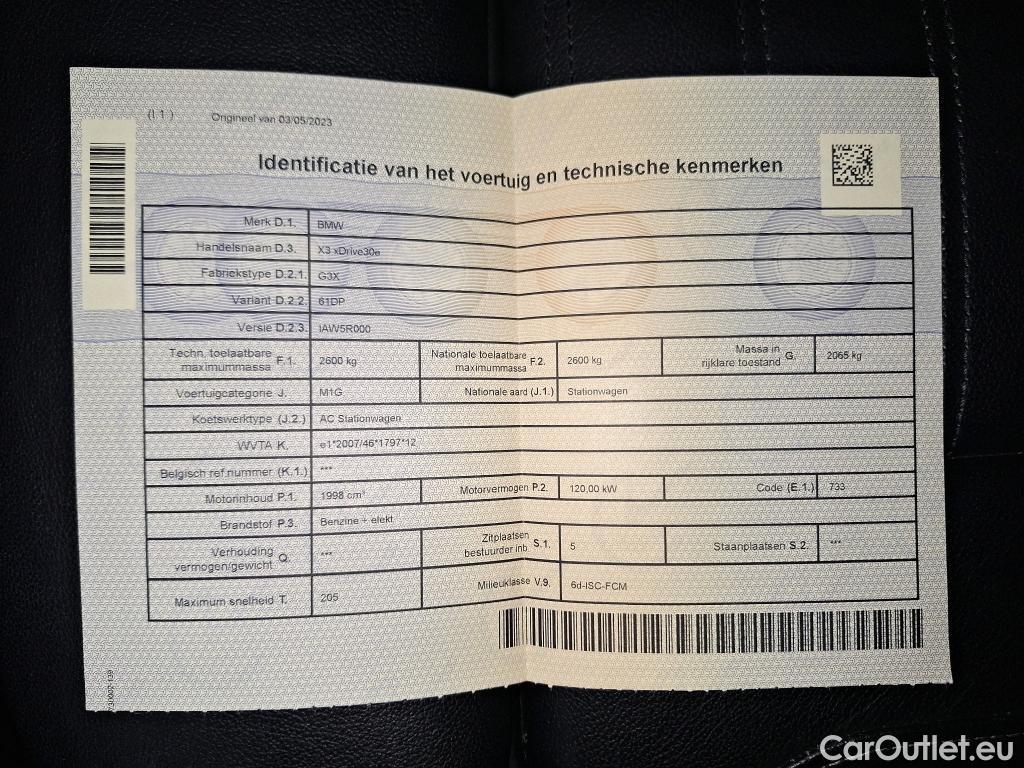 (I 1 ) Origineel van 03/05/2023
Identificatie van het voertuig en technische kenmerken
Merk D.1. BMW
Handelsnaam D.3. X3 xDrive30e
Fabriekstype D.2.1. G3X
Variant D.2.2. 61DP
Versie D.2.3. IAW5R000
Techn. toelaatbare maximummassa F.1. 2600 kg Nationale toelaatbare maximummassa F.2. 2600 kg Massa in rijklare toestand G. 2065 kg
Voertuigcategorie J. M1G Nationale aard (J.1.) Stationwagen
Koetswerktype (J.2.) AC Stationwagen
WVTA K. e1*2007/46*1797*12
Belgisch ref.nummer (K.1.) ***
Motorinhoud P.1. 1998 cm³ Motorvermogen P.2. 120,00 kW Code (E.1.) 733
Brandstof P.3. Benzine + elekt
Verhouding vermogen/gewicht Q. *** Zitplaatsen bestuurder inb. S.1. 5 Staanplaatsen S.2. ***
Maximum snelheid T. 205 Milieuklasse V.9. 6d-ISC-FCM
CarOutlet.eu